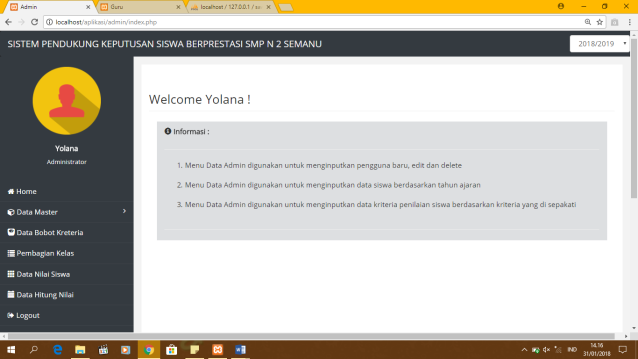 Admin
Guru
localhost / 127.0.0.1 /
localhost/aplikasi/admin/index.php
SISTEM PENDUKUNG KEPUTUSAN SISWA BERPRESTASI SMP N 2 SEMANU
2018/2019
Yolana
Administrator
Home
Data Master
Data Bobot Kreteria
Pembagian Kelas
Data Nilai Siswa
Data Hitung Nilai
Logout
Welcome Yolana !
Informasi :
1. Menu Data Admin digunakan untuk menginputkan pengguna baru, edit dan delete
2. Menu Data Admin digunakan untuk menginputkan data siswa berdasarkan tahun ajaran
3. Menu Data Admin digunakan untuk menginputkan data kriteria penilaian siswa berdasarkan kriteria yang di sepakati
IND
14.16
31/01/2018